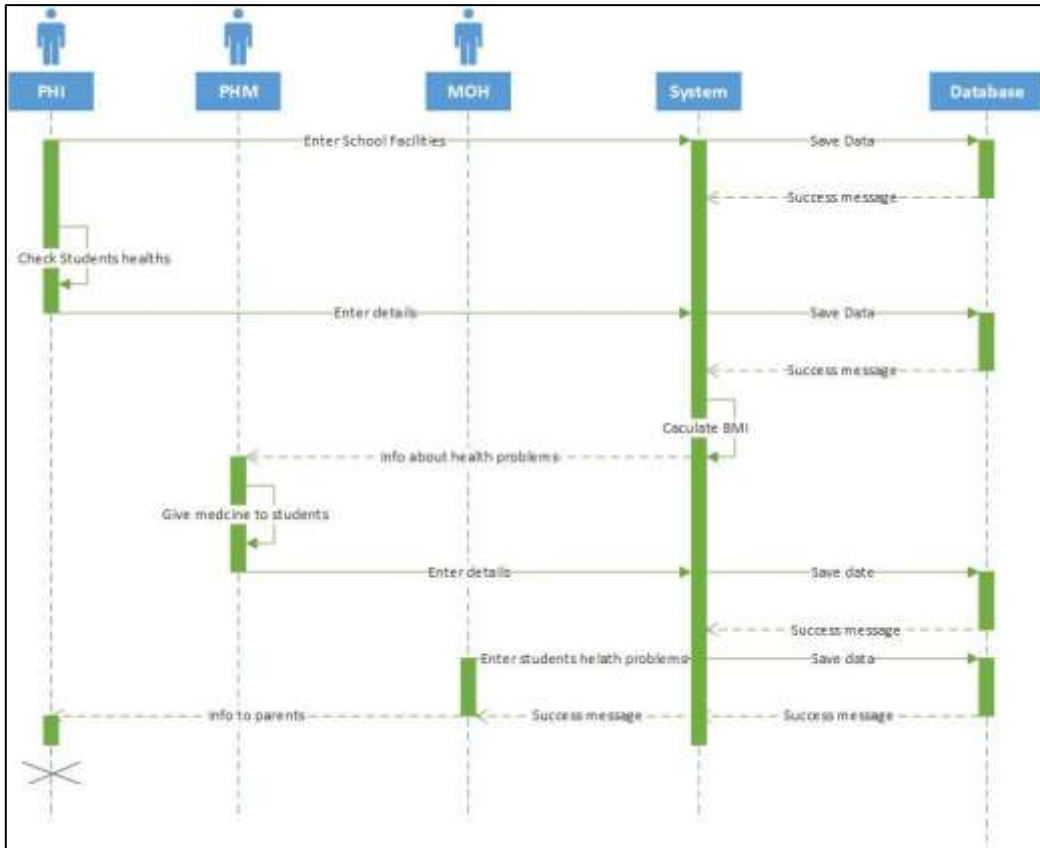 PHI
PHM
MOH
System
Database
Enter School Facilities
Save Data
Success message
Check Students healths
Enter details
Save Data
Success message
Caculate BMI
Info about health problems
Give medcine to students
Enter details
Save date
Success message
Enter students helath problems
Save data
Info to parents
Success message
Success message